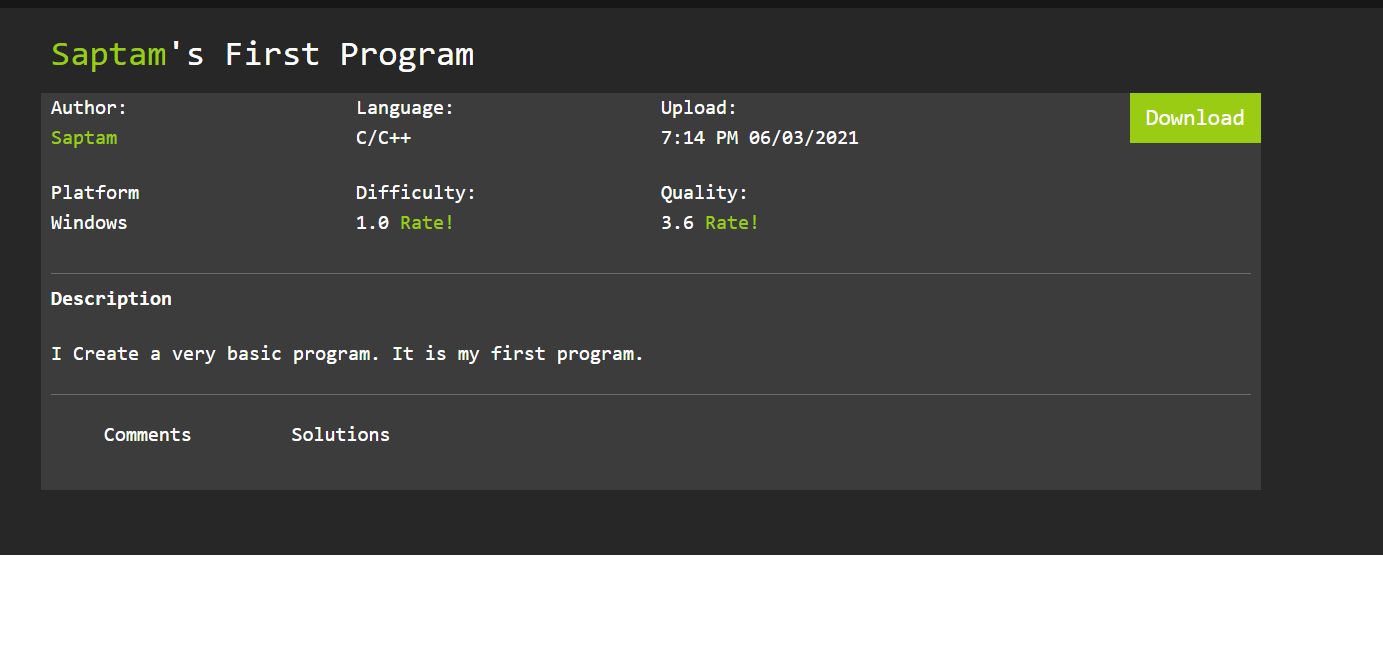 Saptam's First Program
Author: Language: Upload: Download
Saptam C/C++ 7:14 PM 06/03/2021
Platform Difficulty: Quality:
Windows 1.0 Rate! 3.6 Rate!
Description
I Create a very basic program. It is my first program.
Comments Solutions